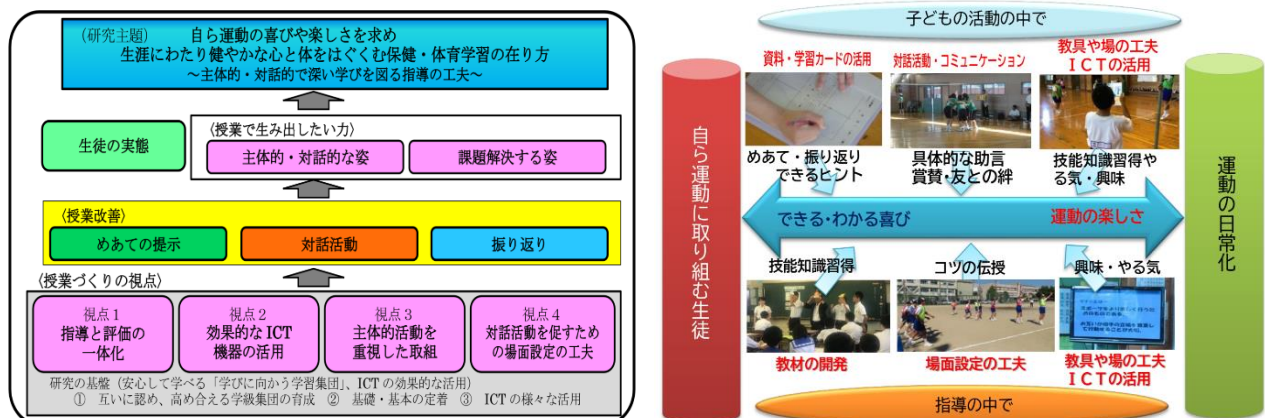 (研究主題) 自ら運動の喜びや楽しさを求め
生涯にわたり健やかな心と体をはぐくむ保健・体育学習の在り方
～主体的・対話的で深い学びを図る指導の工夫～
生徒の実態
〈授業で生み出したい力〉
主体的・対話的な姿
課題解決する姿
〈授業改善〉
めあての提示
対話活動
振り返り
〈授業づくりの視点〉
視点1
指導と評価の
一体化
視点2
効果的なICT
機器の活用
視点3
主体的活動を
重視した取組
視点4
対話活動を促すため
の場面設定の工夫
研究の基盤（安心して学べる「学びに向かう学習集団」、ICTの効果的な活用）
① 互いに認め、高め合える学級集団の育成 ② 基礎・基本の定着 ③ ICTの様々な活用
子どもの活動の中で
資料・学習カードの活用
対話活動・コミュニケーション
教具や場の工夫
ICTの活用
自ら運動に取り組む生徒
めあて・振り返り
できるヒント
具体的な助言
賞賛・友との絆
技能知識習得や
る気・興味
できる・わかる喜び
運動の楽しさ
運動の日常化
技能知識習得
コツの伝授
興味・やる気
教材の開発
場面設定の工夫
教具や場の工夫
ICTの活用
指導の中で